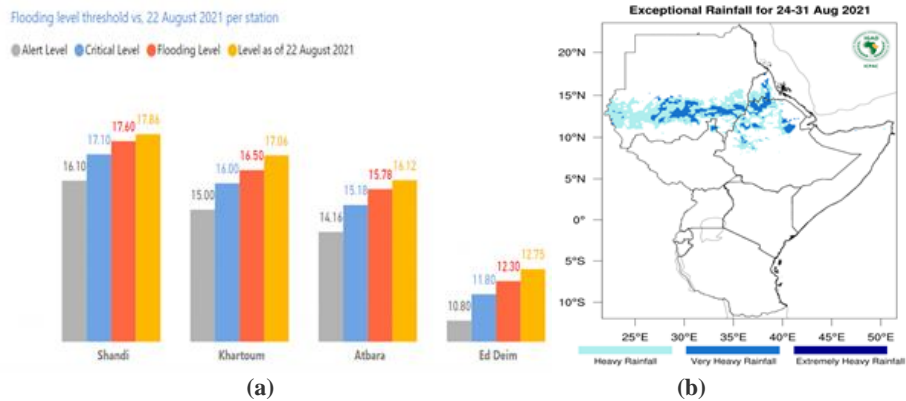 Flooding level threshold vs, 22 August 2021 per station
Alert Level Critical Level Flooding Level Level as of 22 August 2021
16.10 17.10 17.60 17.86
15.00 16.00 16.50 17.06
14.16 15.18 15.78 16.12
10.80 11.80 12.30 12.75
Shandi Khartoum Atbara Ed Deim
(a)
Exceptional Rainfall for 24-31 Aug 2021
IGAD
ICPAC
20°N
15°N
10°N
5°N
0°
5°S
10°S
25°E 30°E 35°E 40°E 45°E 50°E
Heavy Rainfall Very Heavy Rainfall Extremely Heavy Rainfall
(b)